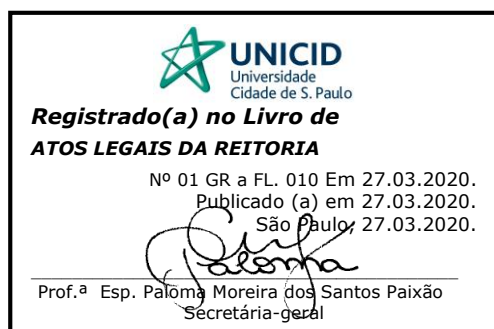 UNICID
Universidade
Cidade de S. Paulo
Registrado(a) no Livro de
ATOS LEGAIS DA REITORIA
Nº 01 GR a FL. 010 Em 27.03.2020.
Publicado (a) em 27.03.2020.
São Paulo, 27.03.2020.
Paloma
Prof.ª Esp. Paloma Moreira dos Santos Paixão
Secretária-geral